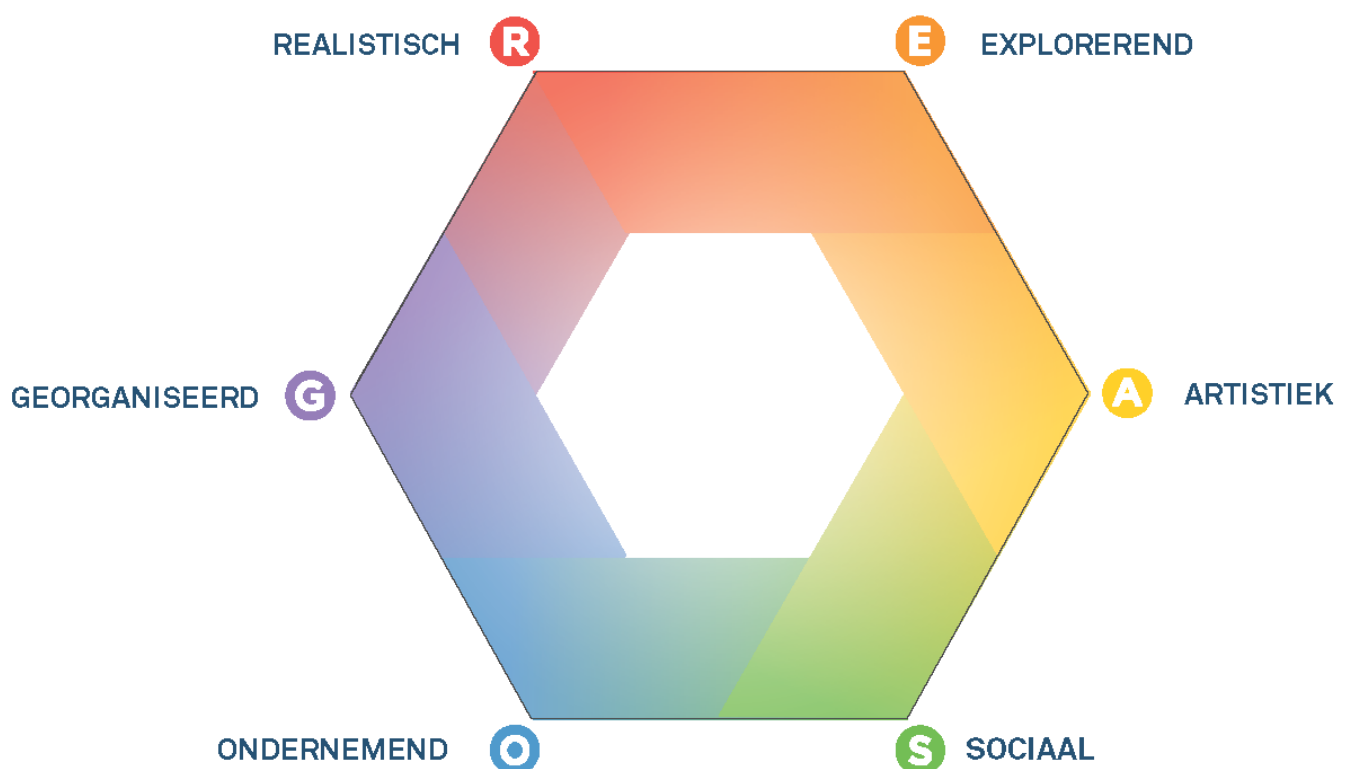 REALISTISCH R
E EXPLOREREND
GEORGANISEERD G
A ARTISTIEK
ONDERNEMEND O
S SOCIAAL